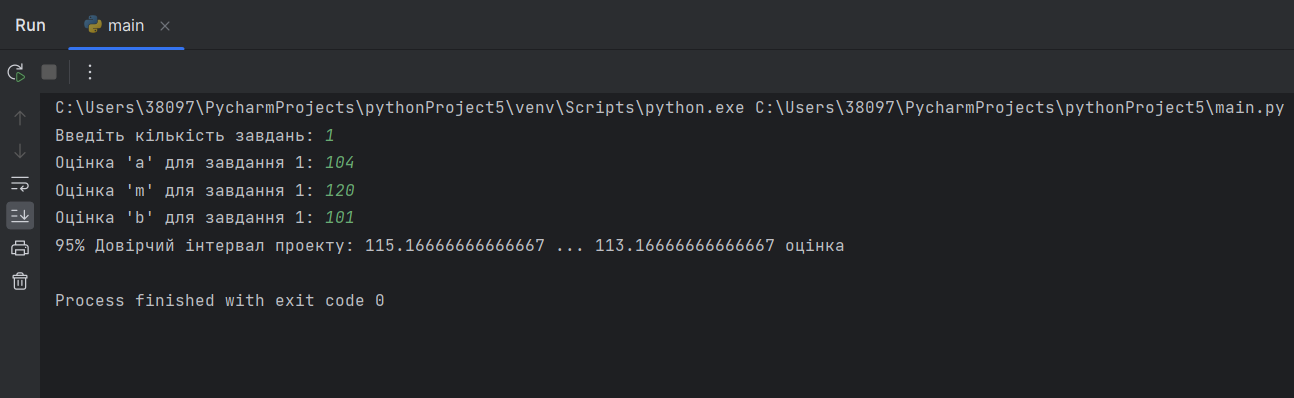 Run main
C:\Users\38097\PycharmProjects\pythonProject5\venv\Scripts\python.exe C:\Users\38097\PycharmProjects\pythonProject5\main.py
Введіть кількість завдань: 1
Оцінка 'a' для завдання 1: 104
Оцінка 'm' для завдання 1: 120
Оцінка 'b' для завдання 1: 101
95% Довірчий інтервал проекту: 115.16666666666667 ... 113.16666666666667 оцінка
Process finished with exit code 0